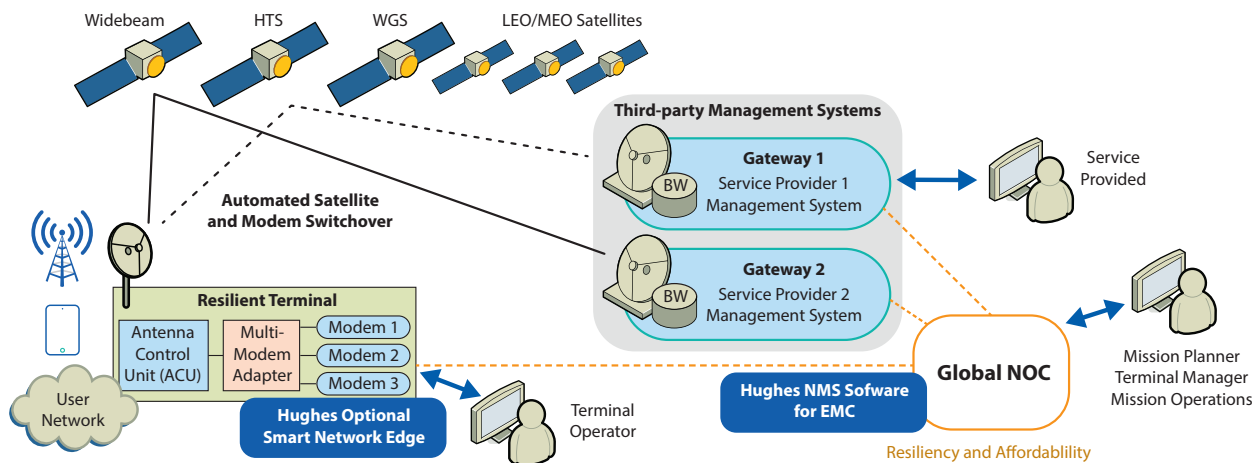 Widebeam
HTS
WGS
LEO/MEO Satellites
Third-party Management Systems
Gateway 1
Service Provider 1
Management System
BW
Service
Provided
Automated Satellite
and Modem Switchover
Gateway 2
Service Provider 2
Management System
BW
Resilient Terminal
Antenna
Control
Unit (ACU)
Multi-
Modem
Adapter
Modem 1
Modem 2
Modem 3
User
Network
Hughes Optional
Smart Network Edge
Terminal
Operator
Hughes NMS Sofware
for EMC
Global NOC
Mission Planner
Terminal Manager
Mission Operations
Resiliency and Affordablility